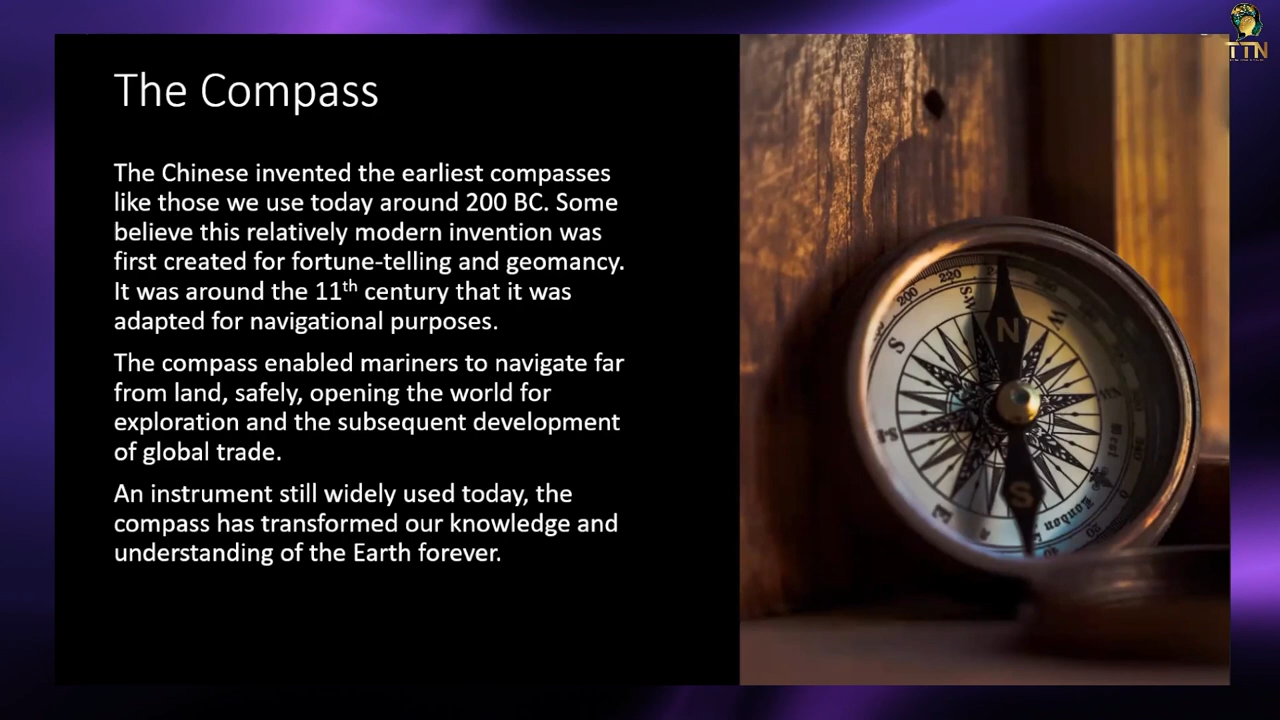 TTN
The Compass
The Chinese invented the earliest compasses
like those we use today around 200 BC. Some
believe this relatively modern invention was
first created for fortune-telling and geomancy.
It was around the 11th century that it was
adapted for navigational purposes.
The compass enabled mariners to navigate far
from land, safely, opening the world for
exploration and the subsequent development
of global trade.
An instrument still widely used today, the
compass has transformed our knowledge and
understanding of the Earth forever.
200
220
S
S.W
W
N
S
E
London